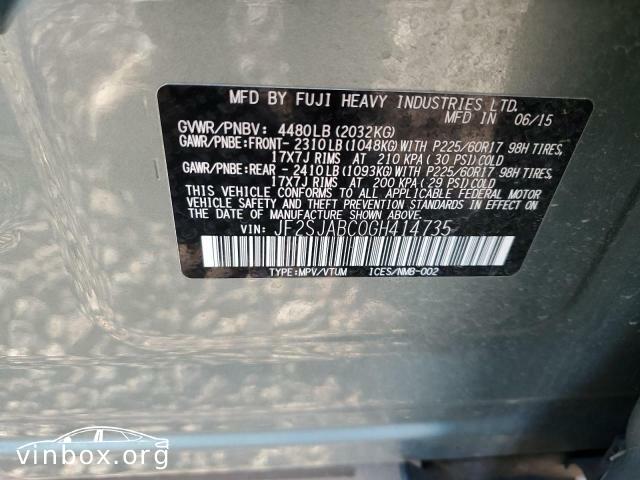 MFD BY FUJI HEAVY INDUSTRIES LTD.
MFD IN 06/15
GVWR/PNBV: 4480LB (2032KG)
GAWR/PNBE:FRONT- 2310LB (1048KG) WITH P225/60R17 98H TIRES,
17X7J RIMS AT 210 KPA (30 PSI) COLD
GAWR/PNBE:REAR - 2410LB (1093KG) WITH P225/60R17 98H TIRES,
17X7J RIMS AT 200 KPA (29 PSI) COLD
THIS VEHICLE CONFORMS TO ALL APPLICABLE FEDERAL MOTOR
VEHICLE SAFETY, BUMPER, AND THEFT PREVENTION STANDARDS
IN EFFECT ON THE DATE OF MANUFACTURE SHOWN ABOVE.
VIN: JF2SJABC0GH414735
TYPE:MPV/VTUM ICES/NMB-002
vinbox.org